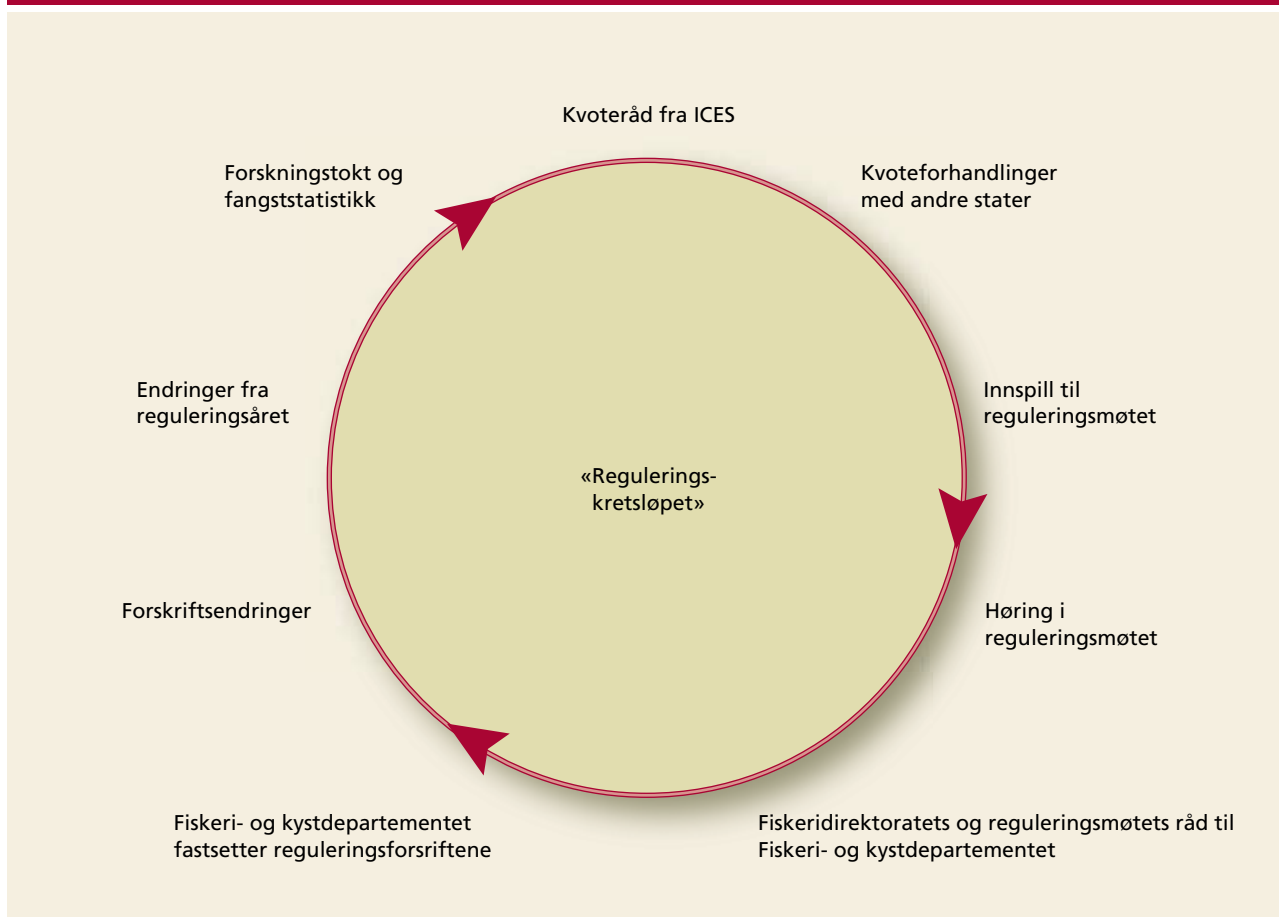 Kvoteråd fra ICES
Kvoteforhandlinger
med andre stater
Innspill til
reguleringsmøtet
Høring i
reguleringsmøtet
Fiskeridirektoratets og reguleringsmøtets råd til
Fiskeri- og kystdepartementet
Fiskeri- og kystdepartementet
fastsetter reguleringsforsriftene
Forskriftsendringer
Endringer fra
reguleringsåret
Forskningstokt og
fangststatistikk
«Regulerings-
kretsløpet»